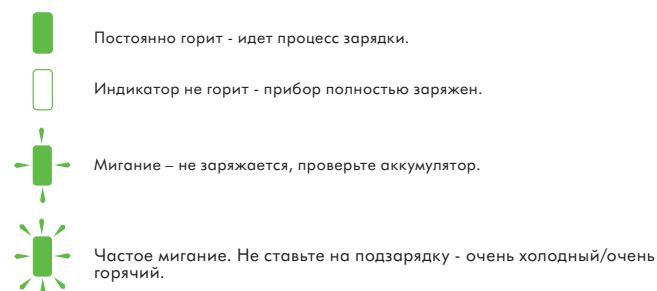 Постоянно горит - идет процесс зарядки.
Индикатор не горит - прибор полностью заряжен.
Мигание – не заряжается, проверьте аккумулятор.
Частое мигание. Не ставьте на подзарядку - очень холодный/очень
горячий.